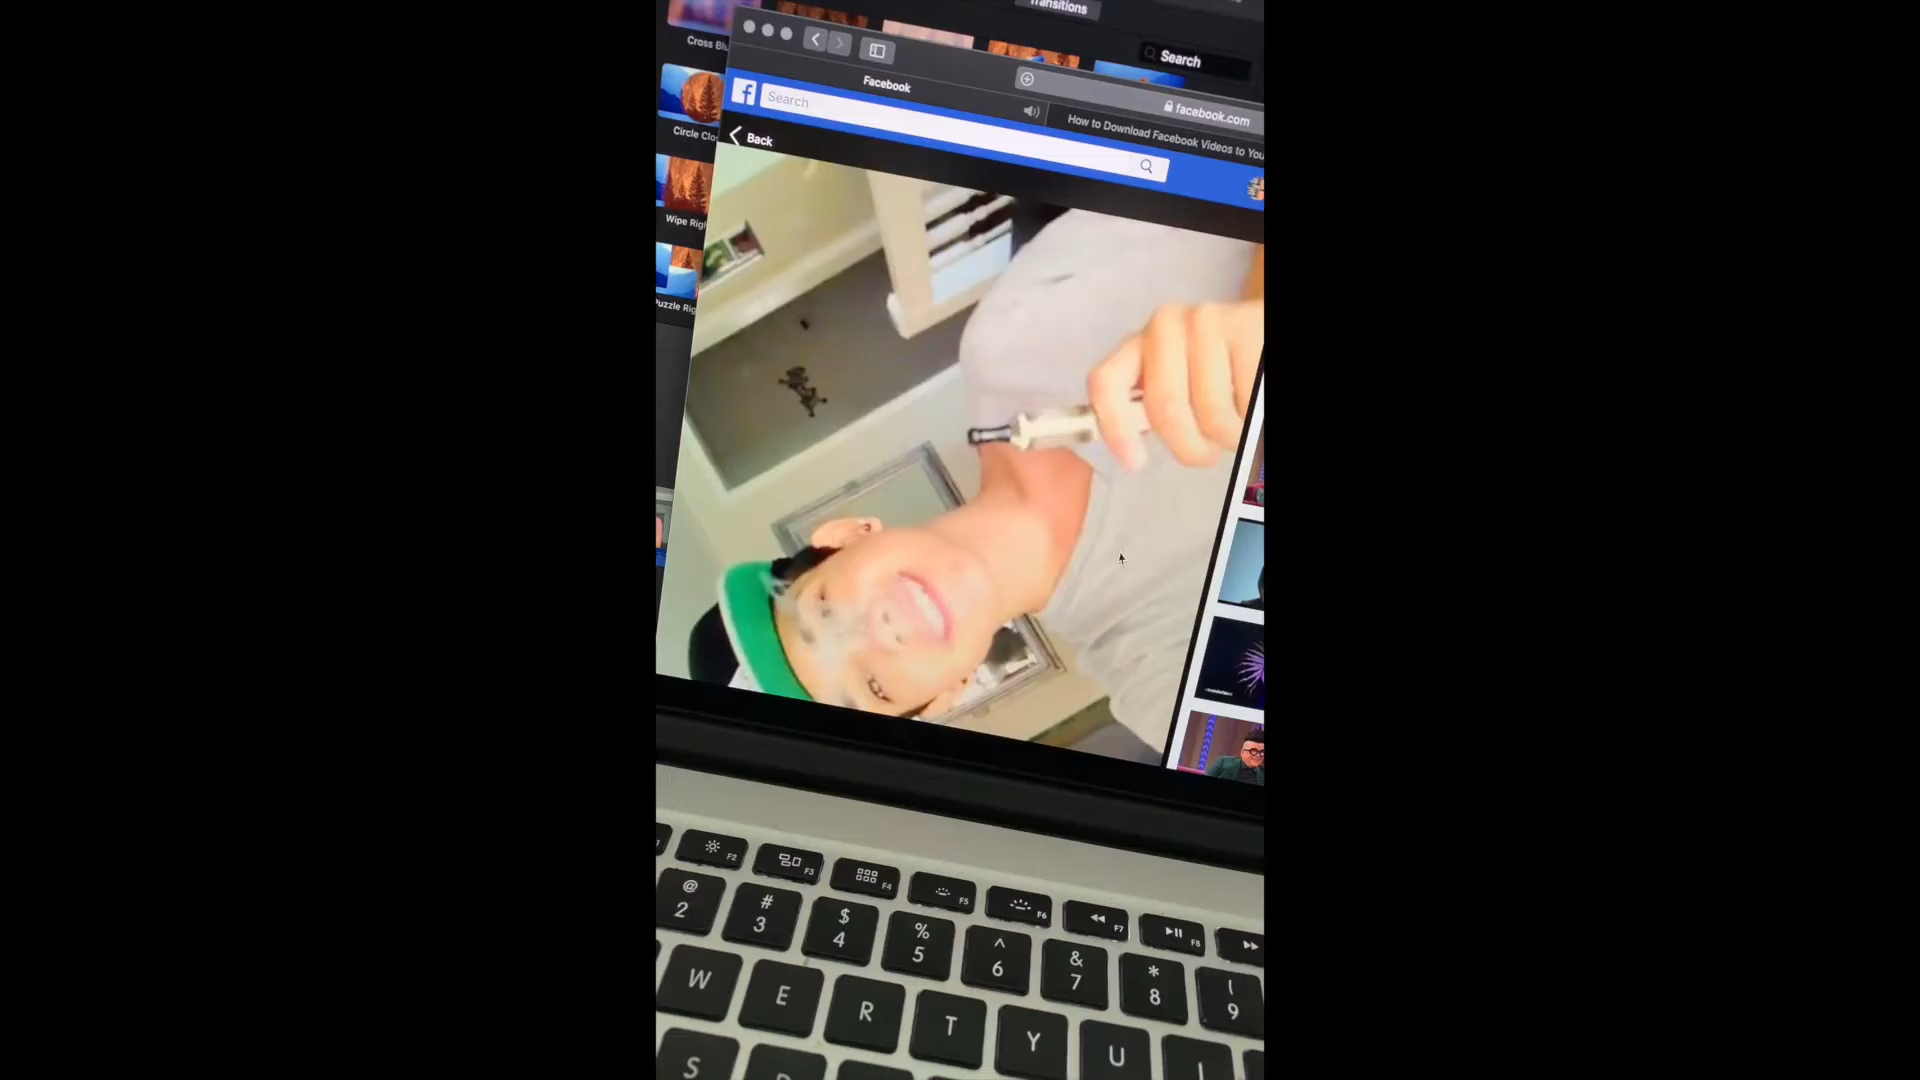 Transitions
Search
Cross Blu
Facebook
facebook.com
f
Search
How to Download Facebook Videos to You
Circle Clo
Back
Wipe Rig
Puzzle Rig
F2
F3
F4
F5
F6
F7
F8
@
2
#
3
$
4
%
5
^
6
&
7
*
8
(
9
W
E
R
T
Y
U
I
S
D